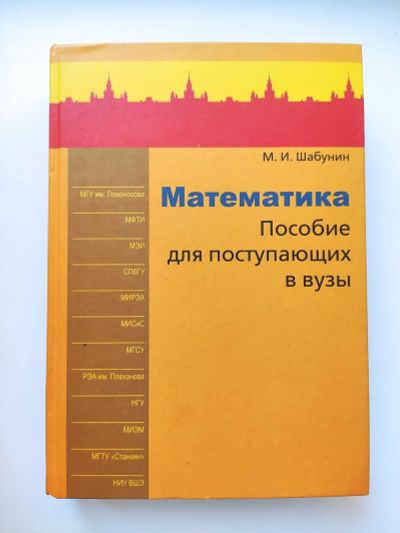 М. И. Шабунин
Математика
Пособие
для поступающих
в вузы
МГУ им. Ломоносова
МФТИ
МЭИ
СПбГУ
МИРЭА
МИСиС
МГСУ
РЭА им. Плеханова
НГУ
МИЭМ
МГТУ «Станкин»
НИУ ВШЭ